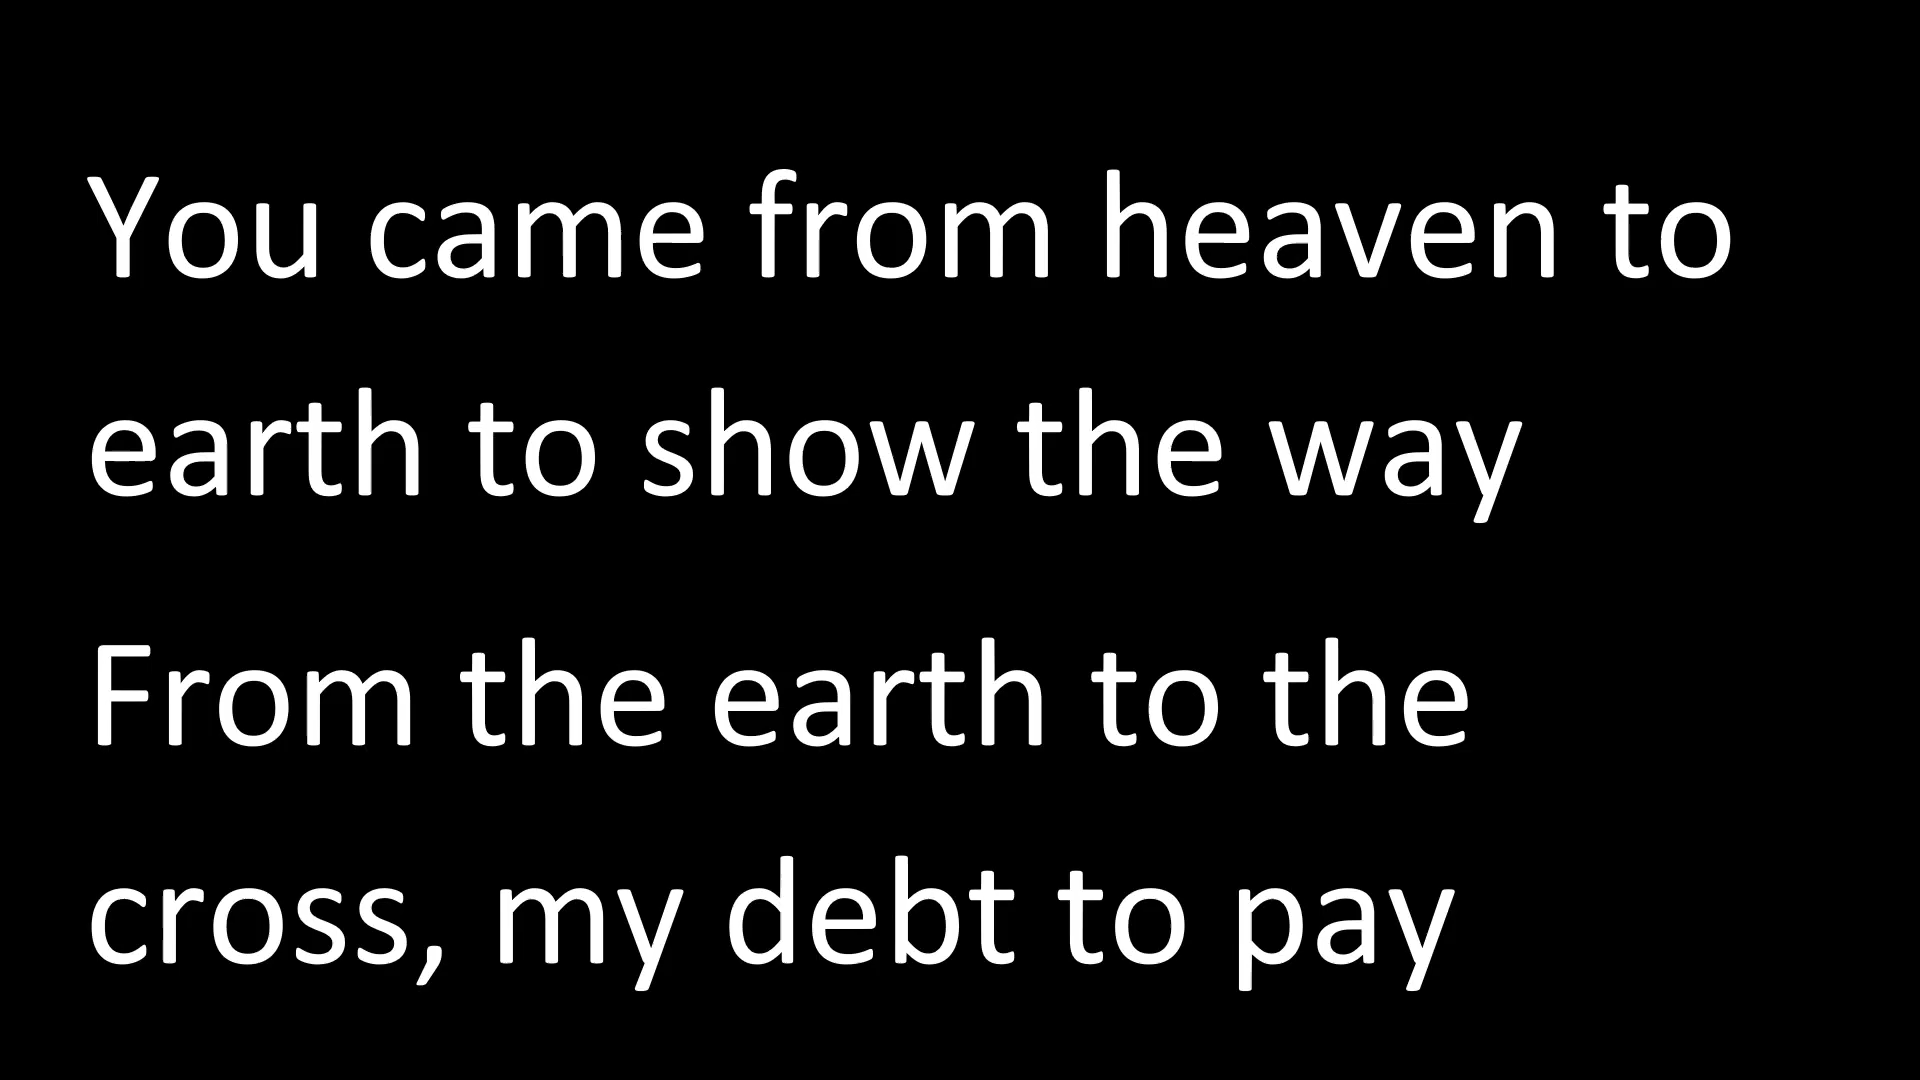 You came from heaven to
earth to show the way
From the earth to the
cross, my debt to pay